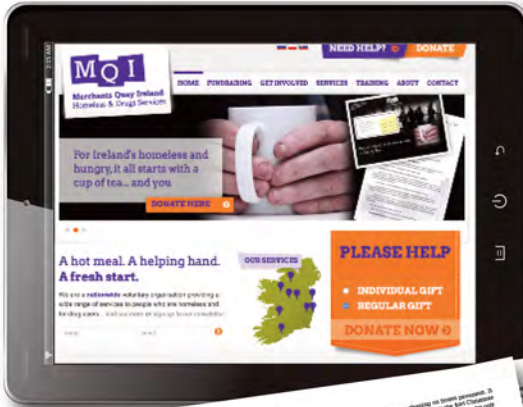 2:35 AM
NEED HELP?
DONATE
MQI
Merchants Quay Ireland
Homeless & Drugs Services
HOME FUNDRAISING GET INVOLVED SERVICES TRAINING ABOUT CONTACT
For Ireland's homeless and
hungry, it all starts with a
cup of tea... and you
DONATE HERE
A hot meal. A helping hand.
A fresh start.
We are a nationwide voluntary organisation providing a
wide range of services to people who are homeless and
for drug users.
OUR SERVICES
PLEASE HELP
INDIVIDUAL GIFT
REGULAR GIFT
DONATE NOW